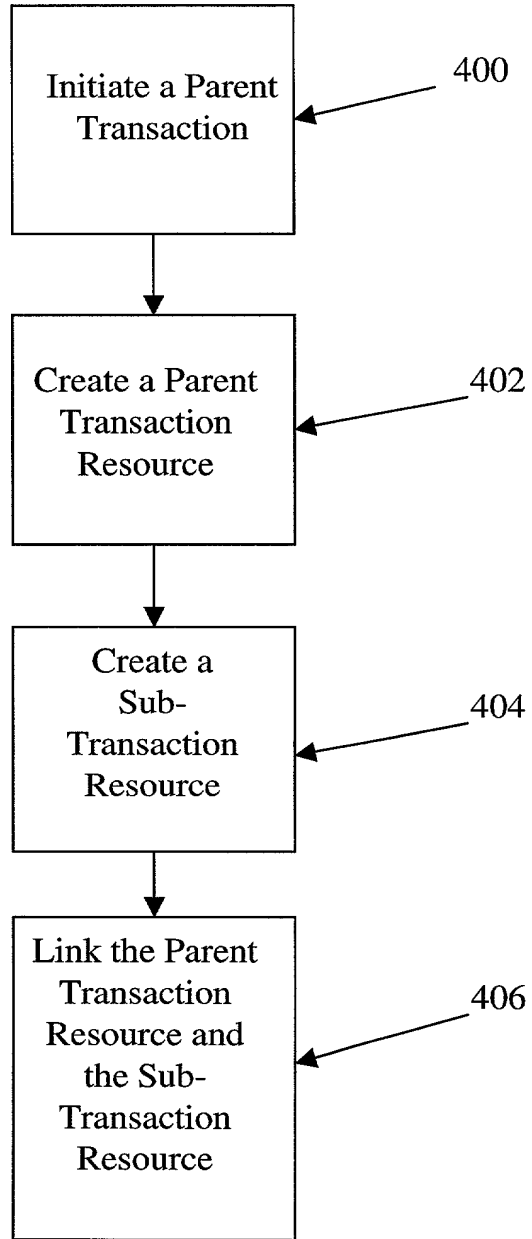 Initiate a Parent
Transaction
400
Create a Parent
Transaction
Resource
402
Create a
Sub-
Transaction
Resource
404
Link the Parent
Transaction
Resource and
the Sub-
Transaction
Resource
406